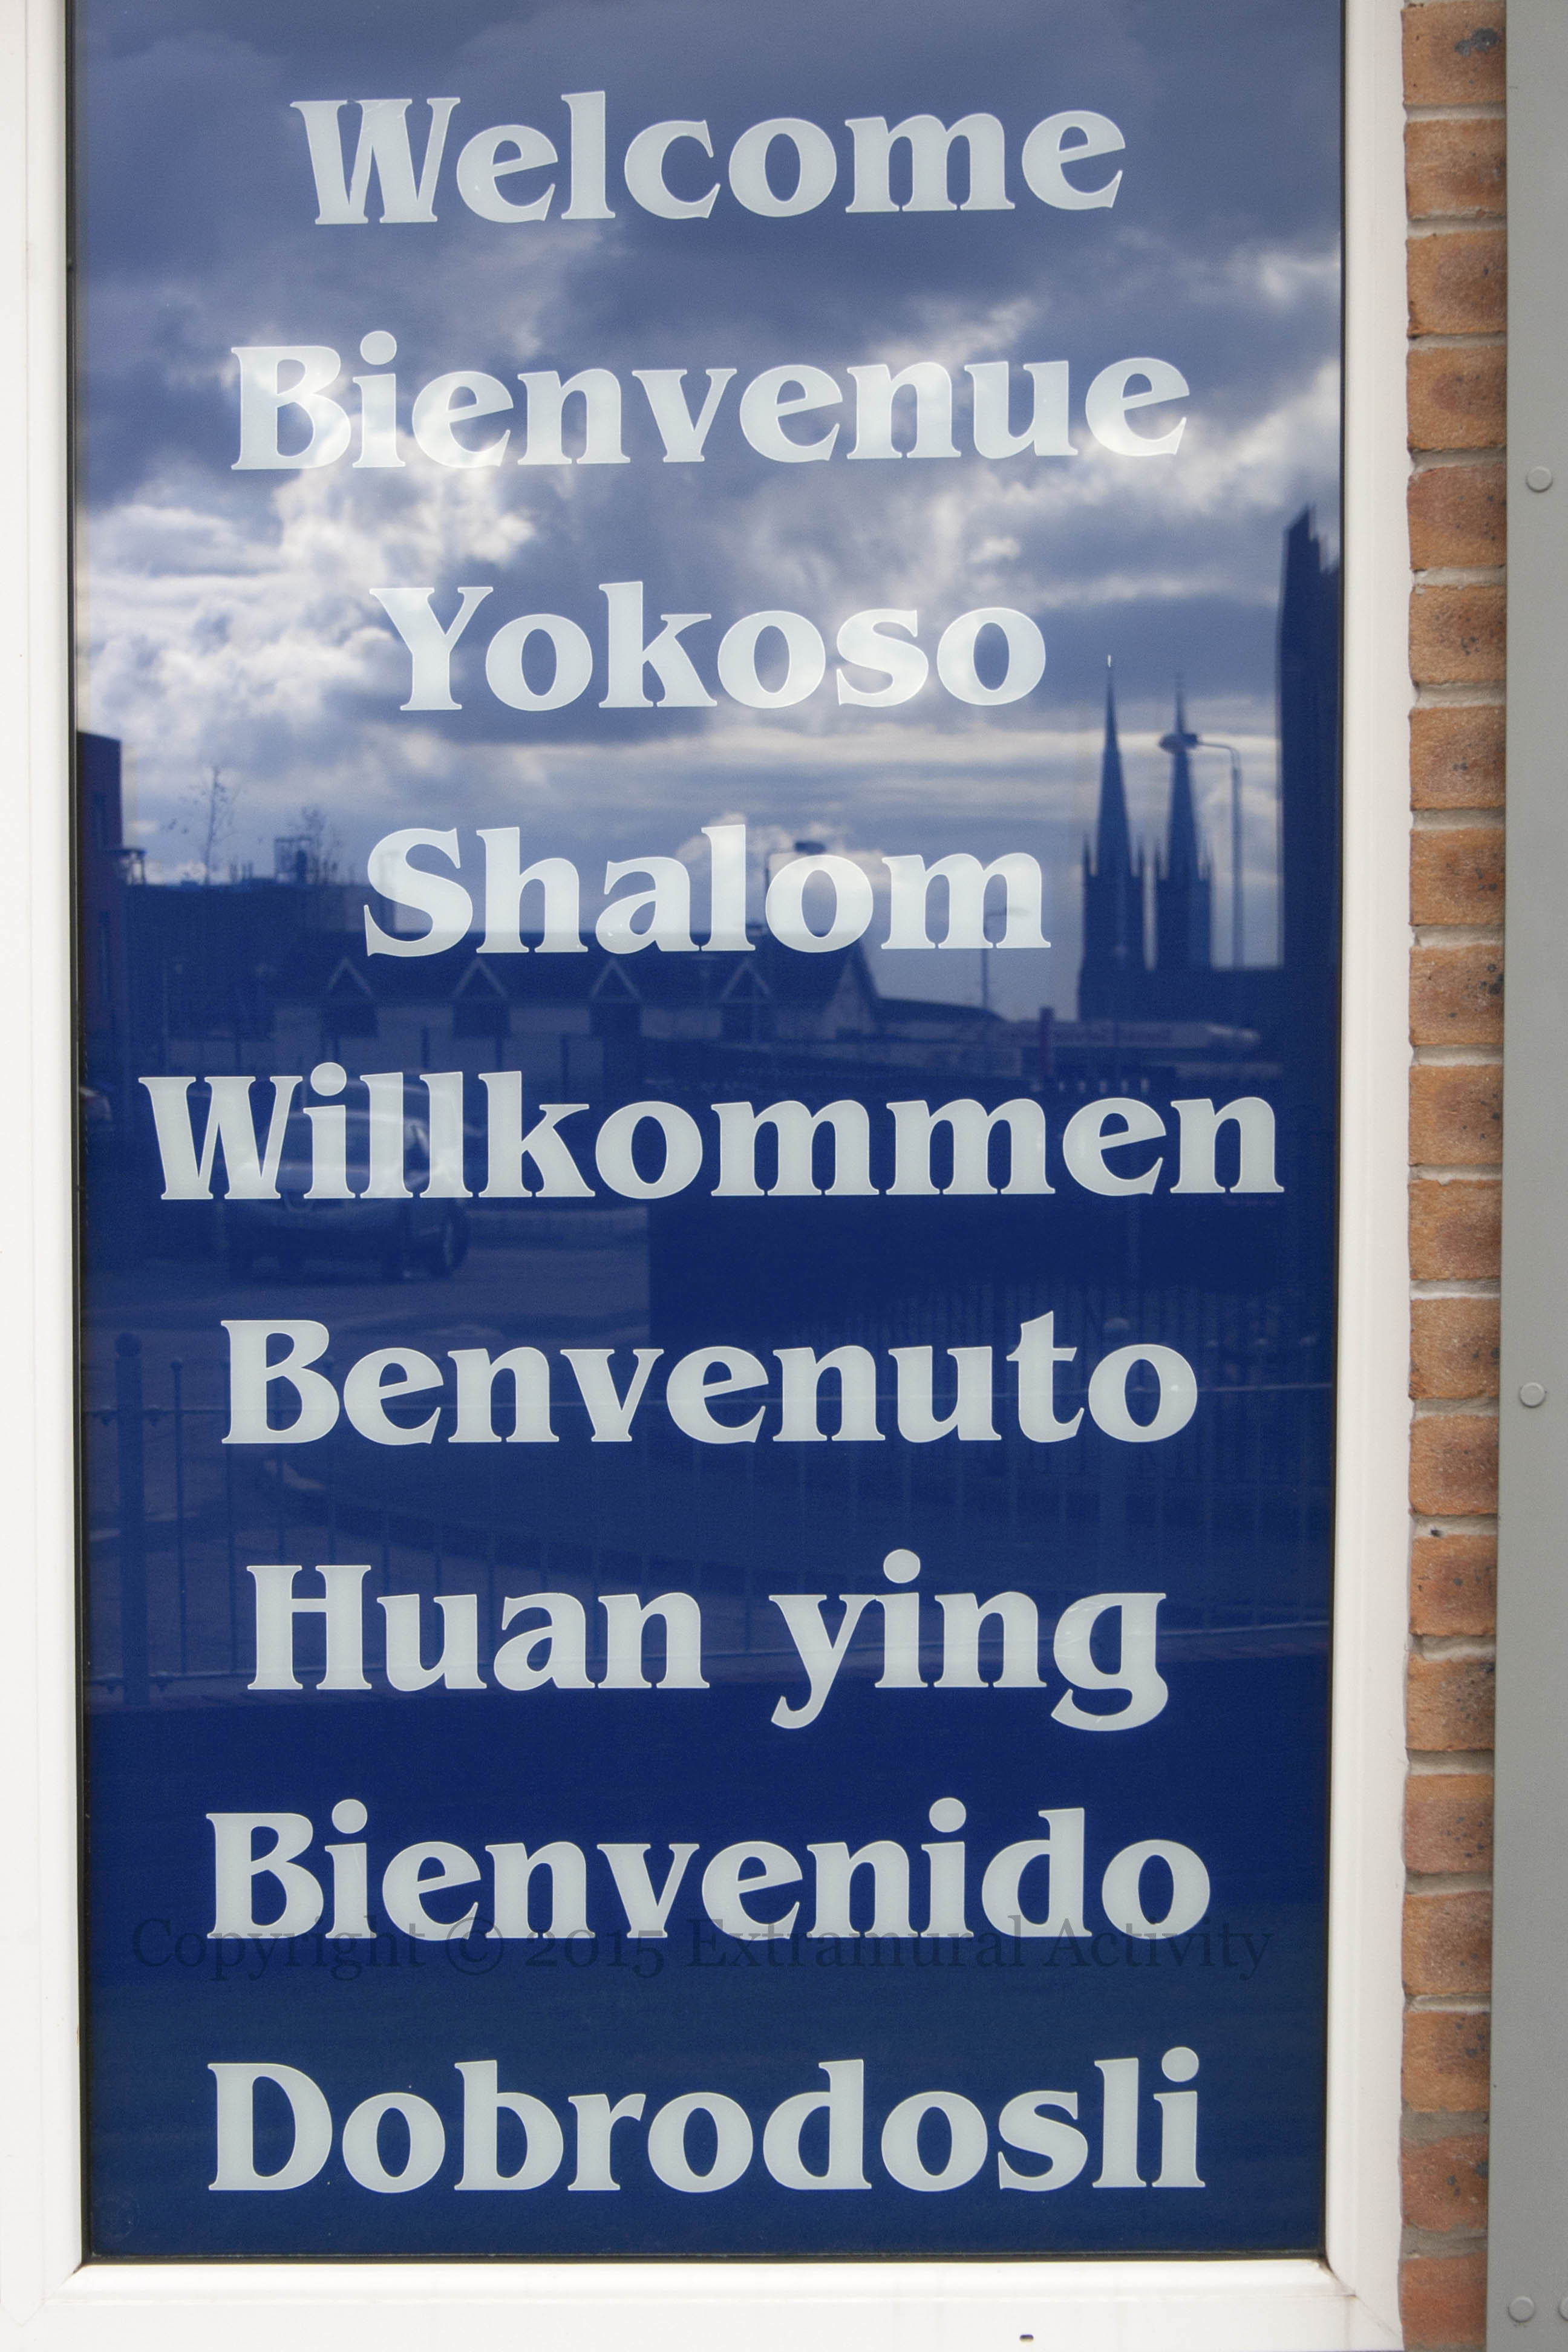 Welcome
Bienvenue
Yokoso
Shalom
Willkommen
Benvenuto
Huan ying
Bienvenido
Copyright © 2015 Extramural Activity
Dobrodosli